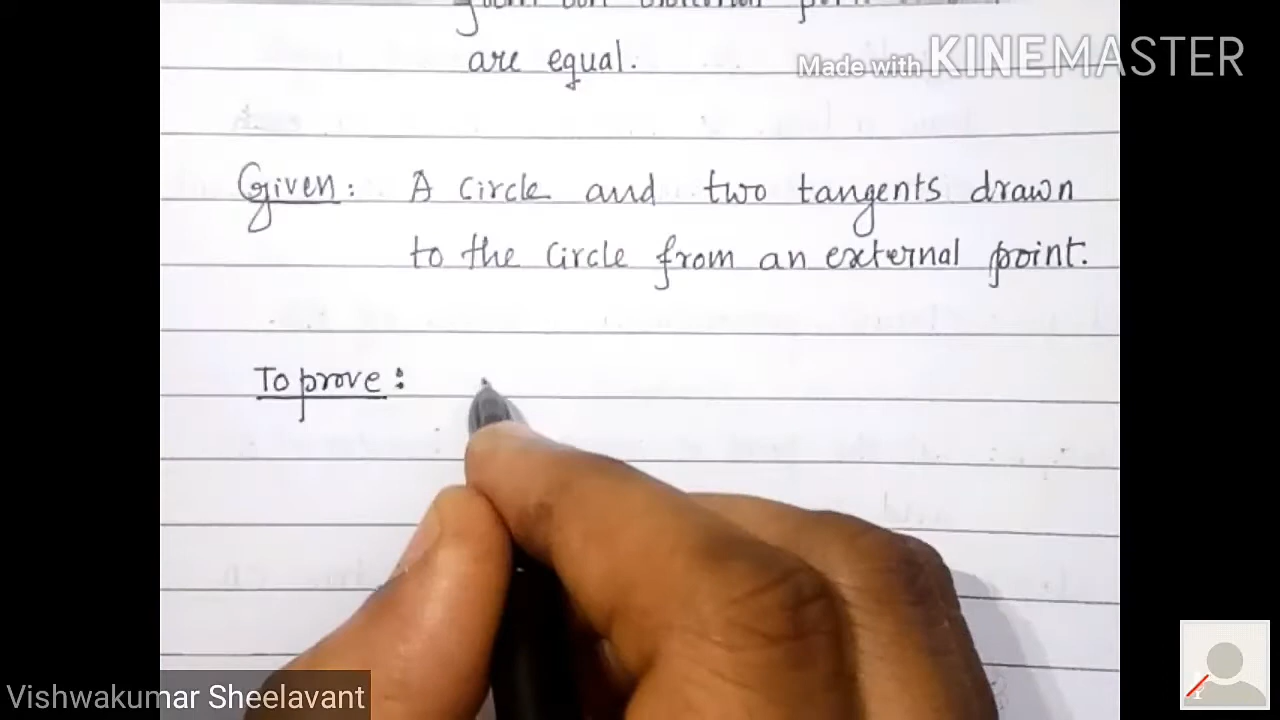 are equal.
Made with KINEMASTER
Given: A circle and two tangents drawn
to the circle from an external point.
To prove:
Vishwakumar Sheelavant